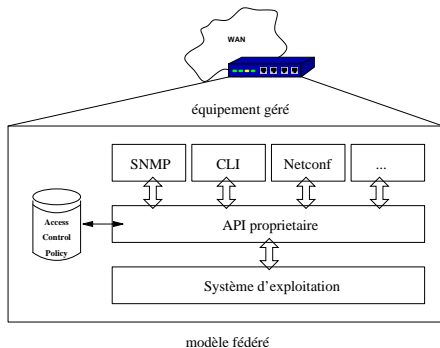 WAN
équipement géré
SNMP
CLI
Netconf
...
Access
Control
Policy
API proprietaire
Système d'exploitation
modèle fédéré